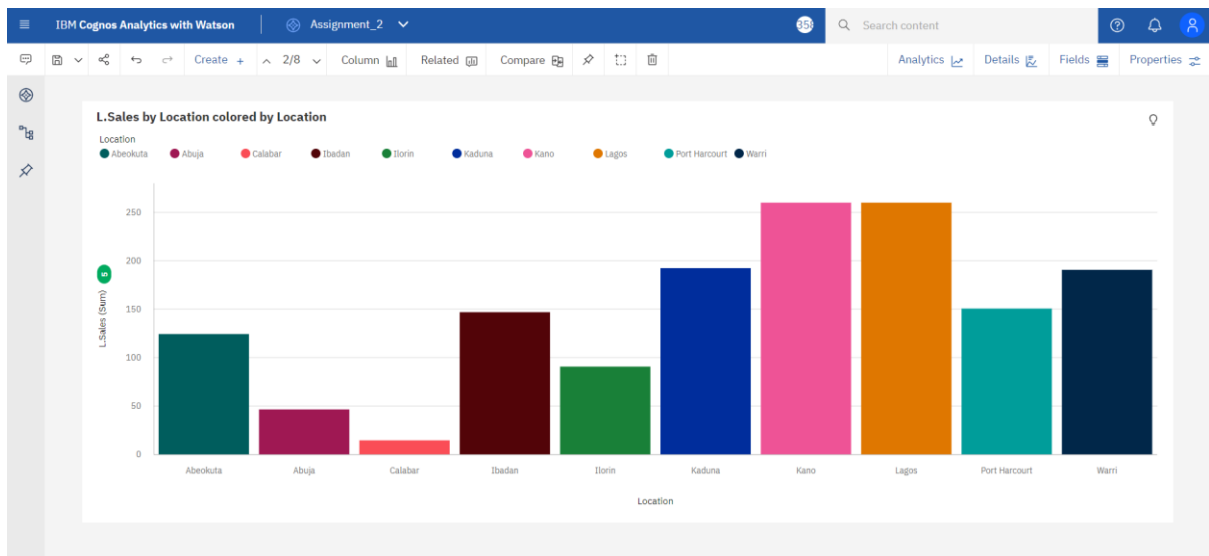 IBM Cognos Analytics with Watson Assignment_2 358 Search content
Create + 2/8 Column Related Compare Analytics Details Fields Properties
L.Sales by Location colored by Location
Location
Abeokuta Abuja Calabar Ibadan Ilorin Kaduna Kano Lagos Port Harcourt Warri
250
200
150
100
50
0
L.Sales (Sum) 5
Abeokuta Abuja Calabar Ibadan Ilorin Kaduna Kano Lagos Port Harcourt Warri
Location